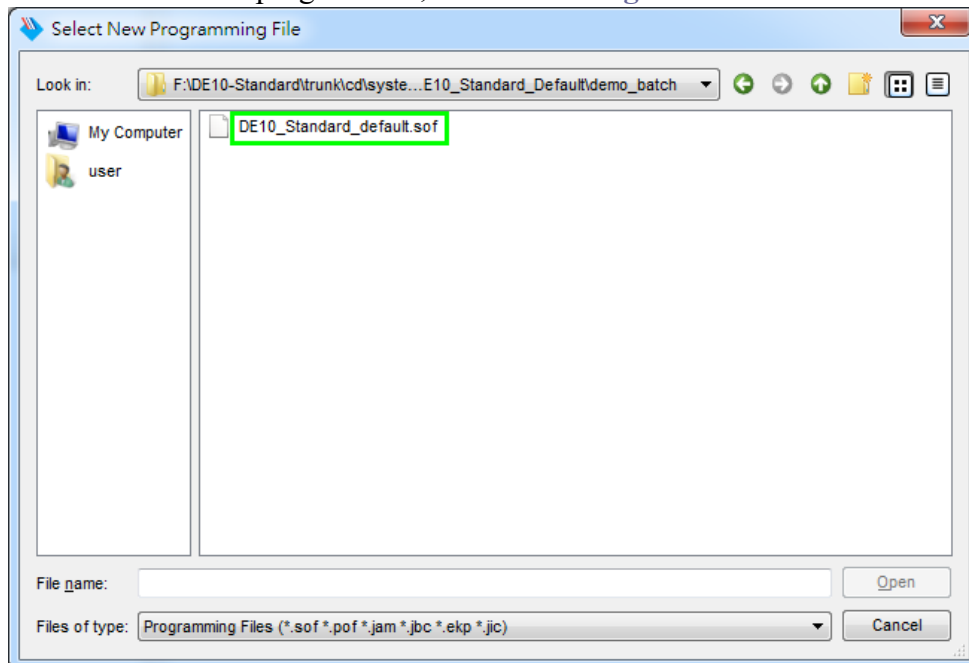 Select New Programming File
x
Look in: F:\DE10-Standard\trunk\cd\syste...E10_Standard_Default\demo_batch
My Computer
user
DE10_Standard_default.sof
File name:
Open
Files of type: Programming Files (*.sof *.pof *.jam *.jbc *.ekp *.jic)
Cancel